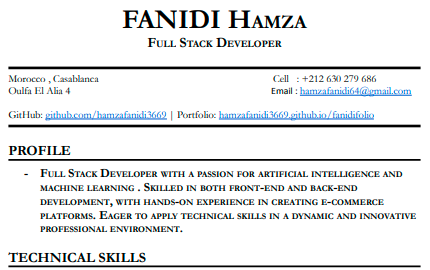 FANIDI HAMZA
FULL STACK DEVELOPER
Morocco , Casablanca Cell : +212 630 279 686
Oulfa El Alia 4 Email : hamzafanidi64@gmail.com
GitHub: github.com/hamzafanidi3669 | Portfolio: hamzafanidi3669.github.io/fanidifolio
PROFILE
- FULL STACK DEVELOPER WITH A PASSION FOR ARTIFICIAL INTELLIGENCE AND
MACHINE LEARNING . SKILLED IN BOTH FRONT-END AND BACK-END
DEVELOPMENT, WITH HANDS-ON EXPERIENCE IN CREATING E-COMMERCE
PLATFORMS. EAGER TO APPLY TECHNICAL SKILLS IN A DYNAMIC AND INNOVATIVE
PROFESSIONAL ENVIRONMENT.
TECHNICAL SKILLS